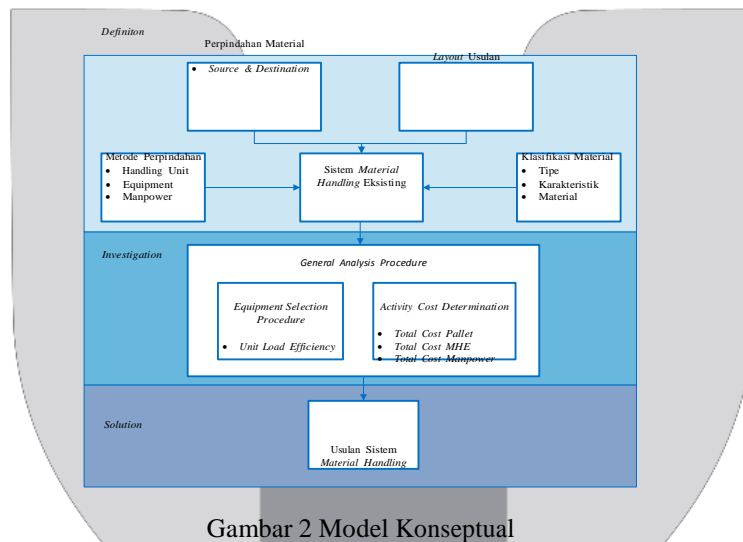 Definiton
Perpindahan Material
• Source & Destination
Layout Usulan
Metode Perpindahan
• Handling Unit
• Equipment
• Manpower
Sistem Material
Handling Eksisting
Klasifikasi Material
• Tipe
• Karakteristik
• Material
Investigation
General Analysis Procedure
Equipment Selection
Procedure
• Unit Load Efficiency
Activity Cost Determination
• Total Cost Pallet
• Total Cost MHE
• Total Cost Manpower
Solution
Usulan Sistem
Material Handling
Gambar 2 Model Konseptual